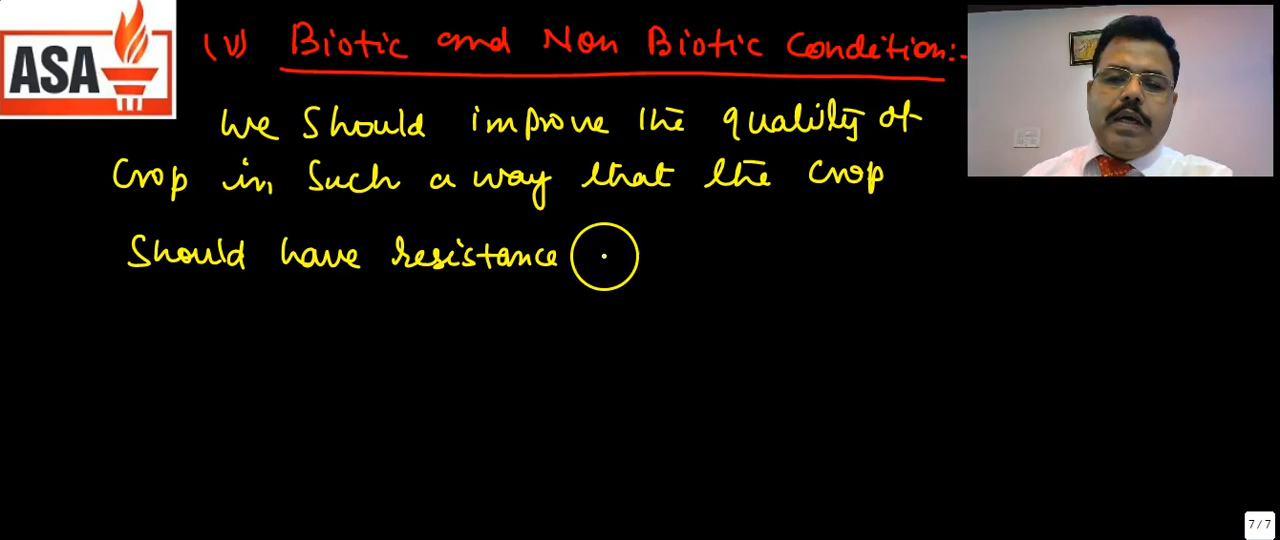 ASA
(V) Biotic and Non Biotic Condition:-
We should improve the quality of
Crop in such a way that the crop
Should have resistance
7/7